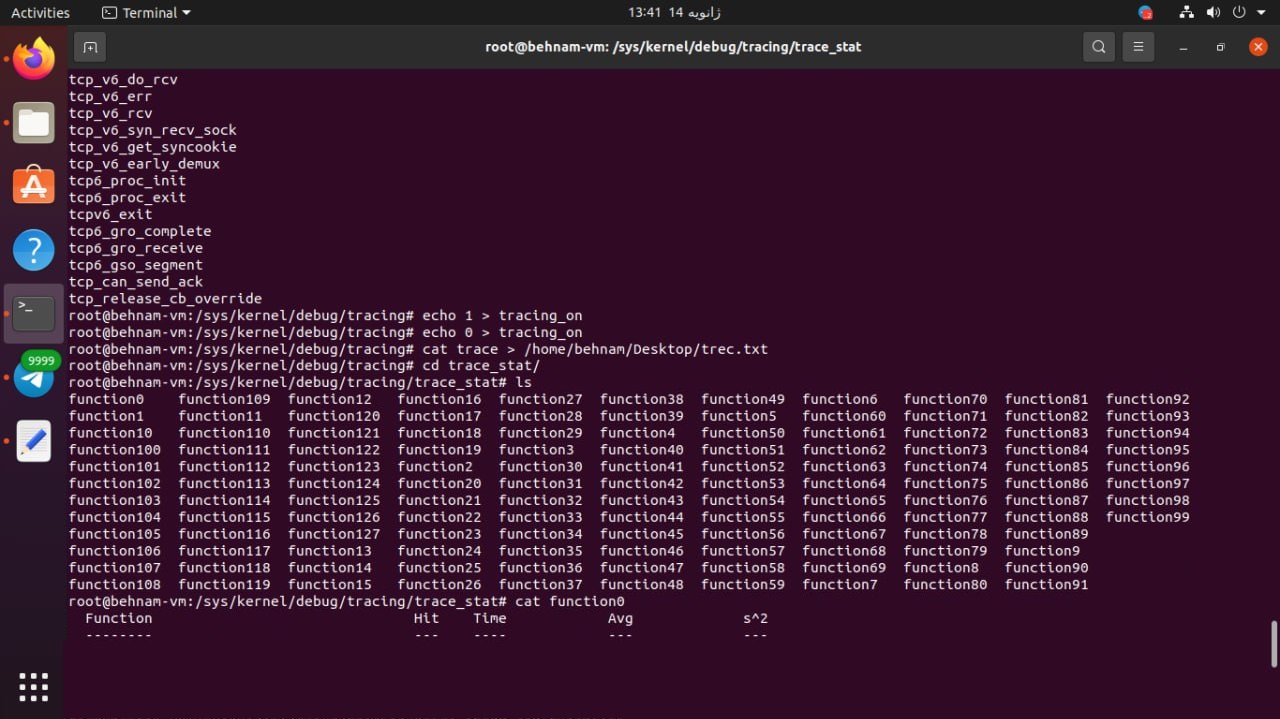 Activities Terminal 13:41 ژانویه 14
root@behnam-vm: /sys/kernel/debug/tracing/trace_stat
tcp_v6_do_rcv
tcp_v6_err
tcp_v6_rcv
tcp_v6_syn_recv_sock
tcp_v6_get_syncookie
tcp_v6_early_demux
tcp6_proc_init
tcp6_proc_exit
tcpv6_exit
tcp6_gro_complete
tcp6_gro_receive
tcp6_gso_segment
tcp_can_send_ack
tcp_release_cb_override
root@behnam-vm:/sys/kernel/debug/tracing# echo 1 > tracing_on
root@behnam-vm:/sys/kernel/debug/tracing# echo 0 > tracing_on
root@behnam-vm:/sys/kernel/debug/tracing# cat trace > /home/behnam/Desktop/trec.txt
root@behnam-vm:/sys/kernel/debug/tracing# cd trace_stat/
root@behnam-vm:/sys/kernel/debug/tracing/trace_stat# ls
function0 function109 function12 function16 function27 function38 function49 function6 function70 function81 function92
function1 function11 function120 function17 function28 function39 function5 function60 function71 function82 function93
function10 function110 function121 function18 function29 function4 function50 function61 function72 function83 function94
function100 function111 function122 function19 function3 function40 function51 function62 function73 function84 function95
function101 function112 function123 function2 function30 function41 function52 function63 function74 function85 function96
function102 function113 function124 function20 function31 function42 function53 function64 function75 function86 function97
function103 function114 function125 function21 function32 function43 function54 function65 function76 function87 function98
function104 function115 function126 function22 function33 function44 function55 function66 function77 function88 function99
function105 function116 function127 function23 function34 function45 function56 function67 function78 function89
function106 function117 function13 function24 function35 function46 function57 function68 function79 function9
function107 function118 function14 function25 function36 function47 function58 function69 function8 function90
function108 function119 function15 function26 function37 function48 function59 function7 function80 function91
root@behnam-vm:/sys/kernel/debug/tracing/trace_stat# cat function0
Function Hit Time Avg s^2
-------- --- ---- --- ---
9999